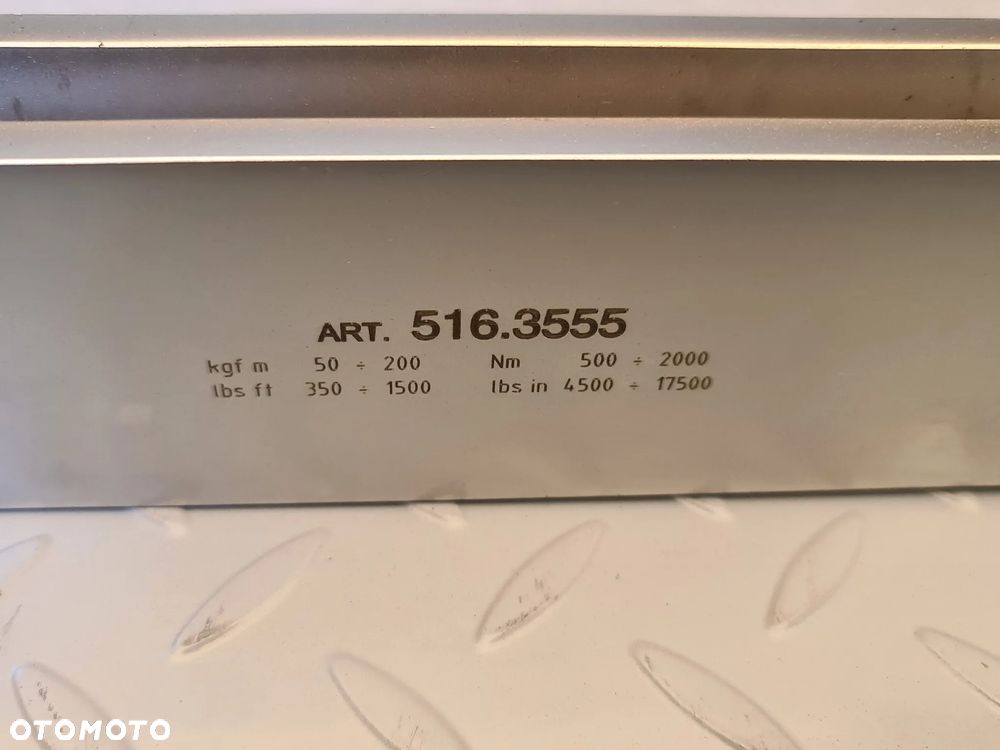 ART. 516.3555
kgf m 50 ÷ 200 Nm 500 ÷ 2000
lbs ft 350 ÷ 1500 lbs in 4500 ÷ 17500
OTOMOTO